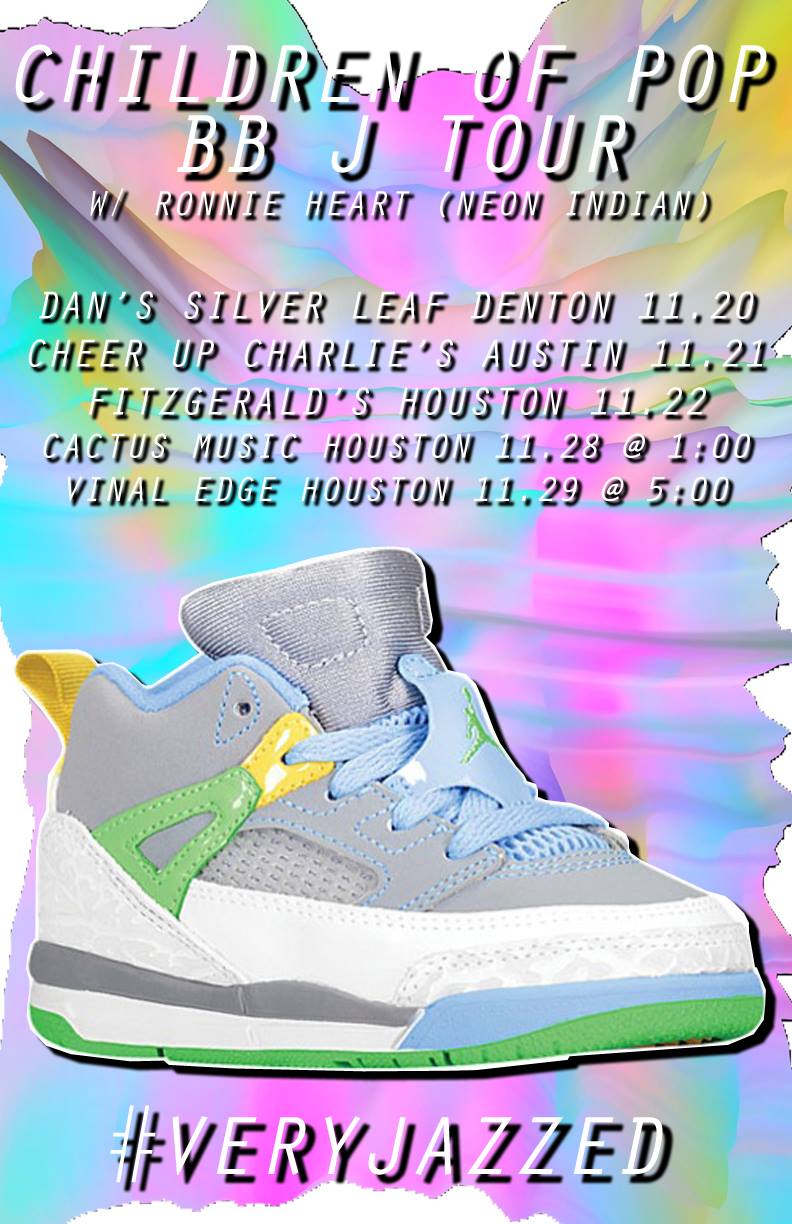 CHILDREN OF POP
BB J TOUR
W/ RONNIE HEART (NEON INDIAN)
DAN'S SILVER LEAF DENTON 11.20
CHEER UP CHARLIE'S AUSTIN 11.21
FITZGERALD'S HOUSTON 11.22
CACTUS MUSIC HOUSTON 11.28 @ 1:00
VINAL EDGE HOUSTON 11.29 @ 5:00
#VERYJAZZED